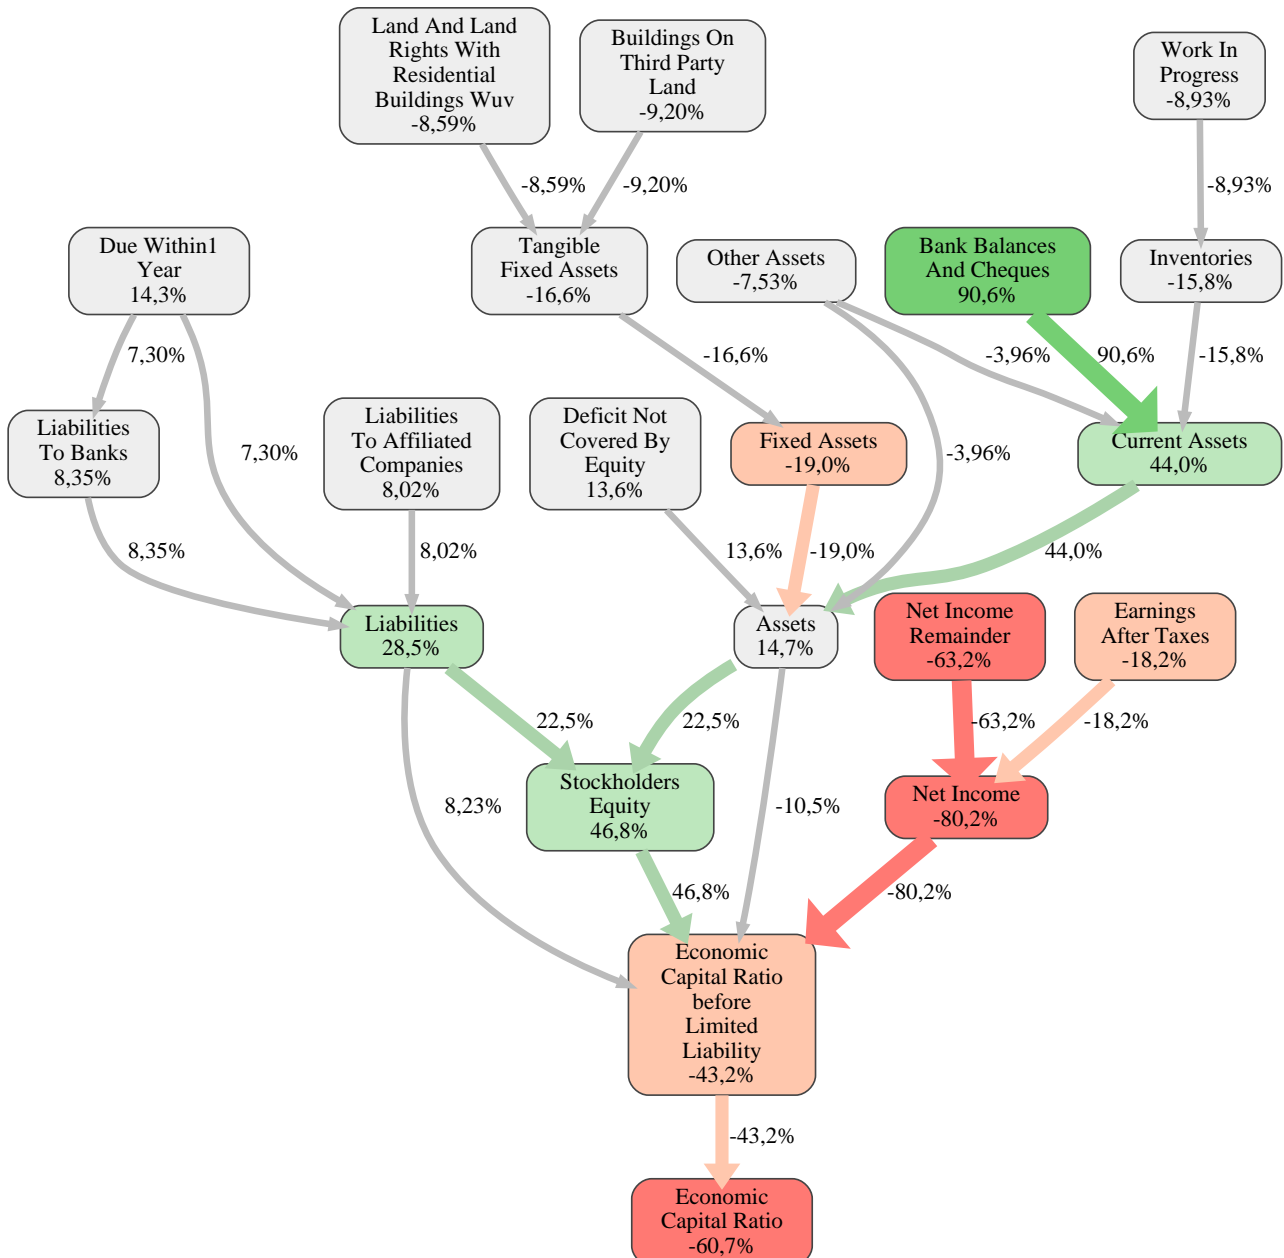 Land And Land
Rights With
Residential
Buildings Wuv
-8,59%
Buildings On
Third Party
Land
-9,20%
Work In
Progress
-8,93%
-8,59%
-9,20%
-8,93%
Due Within1
Year
14,3%
Tangible
Fixed Assets
-16,6%
Other Assets
-7,53%
Bank Balances
And Cheques
90,6%
Inventories
-15,8%
7,30%
-16,6%
-3,96%
90,6%
-15,8%
Liabilities
To Banks
8,35%
7,30%
Liabilities
To Affiliated
Companies
8,02%
Deficit Not
Covered By
Equity
13,6%
Fixed Assets
-19,0%
-3,96%
Current Assets
44,0%
8,35%
8,02%
13,6%
-19,0%
44,0%
Liabilities
28,5%
Assets
14,7%
Net Income
Remainder
-63,2%
Earnings
After Taxes
-18,2%
22,5%
22,5%
-63,2%
-18,2%
8,23%
Stockholders
Equity
46,8%
-10,5%
Net Income
-80,2%
46,8%
-80,2%
Economic
Capital Ratio
before
Limited
Liability
-43,2%
-43,2%
Economic
Capital Ratio
-60,7%